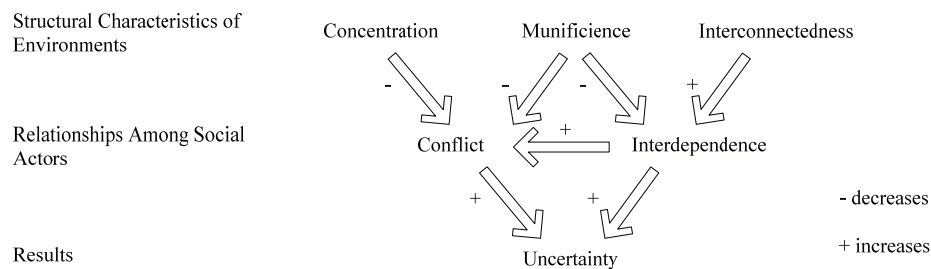 Structural Characteristics of
Environments
Concentration
Munificience
Interconnectedness
-
-
-
+
Relationships Among Social
Actors
Conflict
+
Interdependence
+
+
- decreases
+ increases
Results
Uncertainty